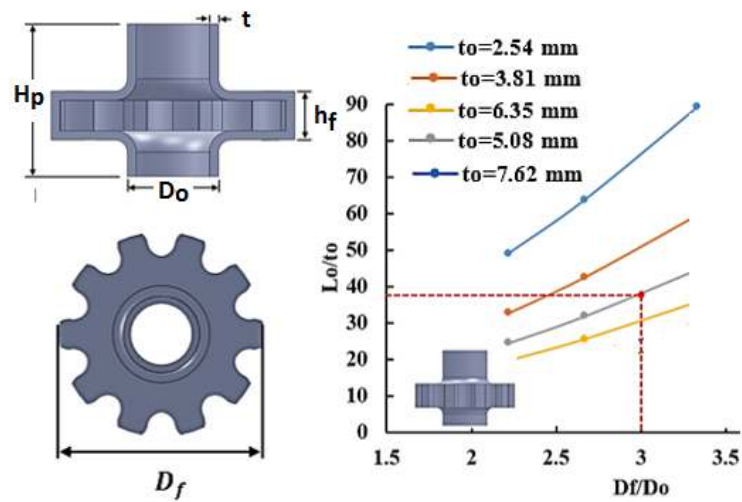 t
Hp
hf
Do
Df
to=2.54 mm
to=3.81 mm
to=6.35 mm
to=5.08 mm
to=7.62 mm
Lo/to
90
80
70
60
50
40
30
20
10
0
1.5 2 2.5 3 3.5
Df/Do